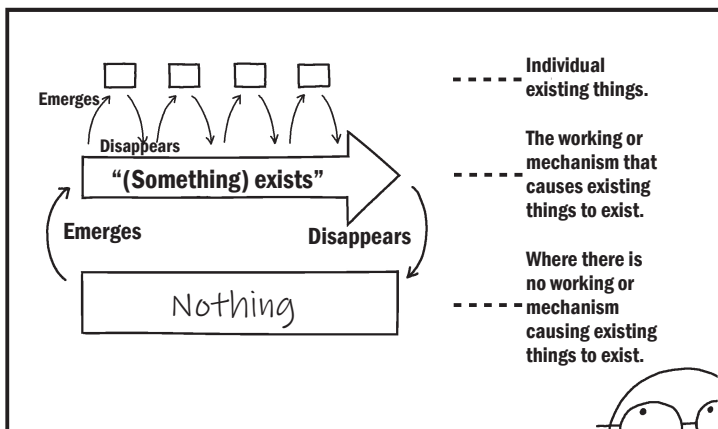 Individual
existing things.
Emerges
Disappears
“(Something) exists”
The working or
mechanism that
causes existing
things to exist.
Emerges
Disappears
Nothing
Where there is
no working or
mechanism
causing existing
things to exist.